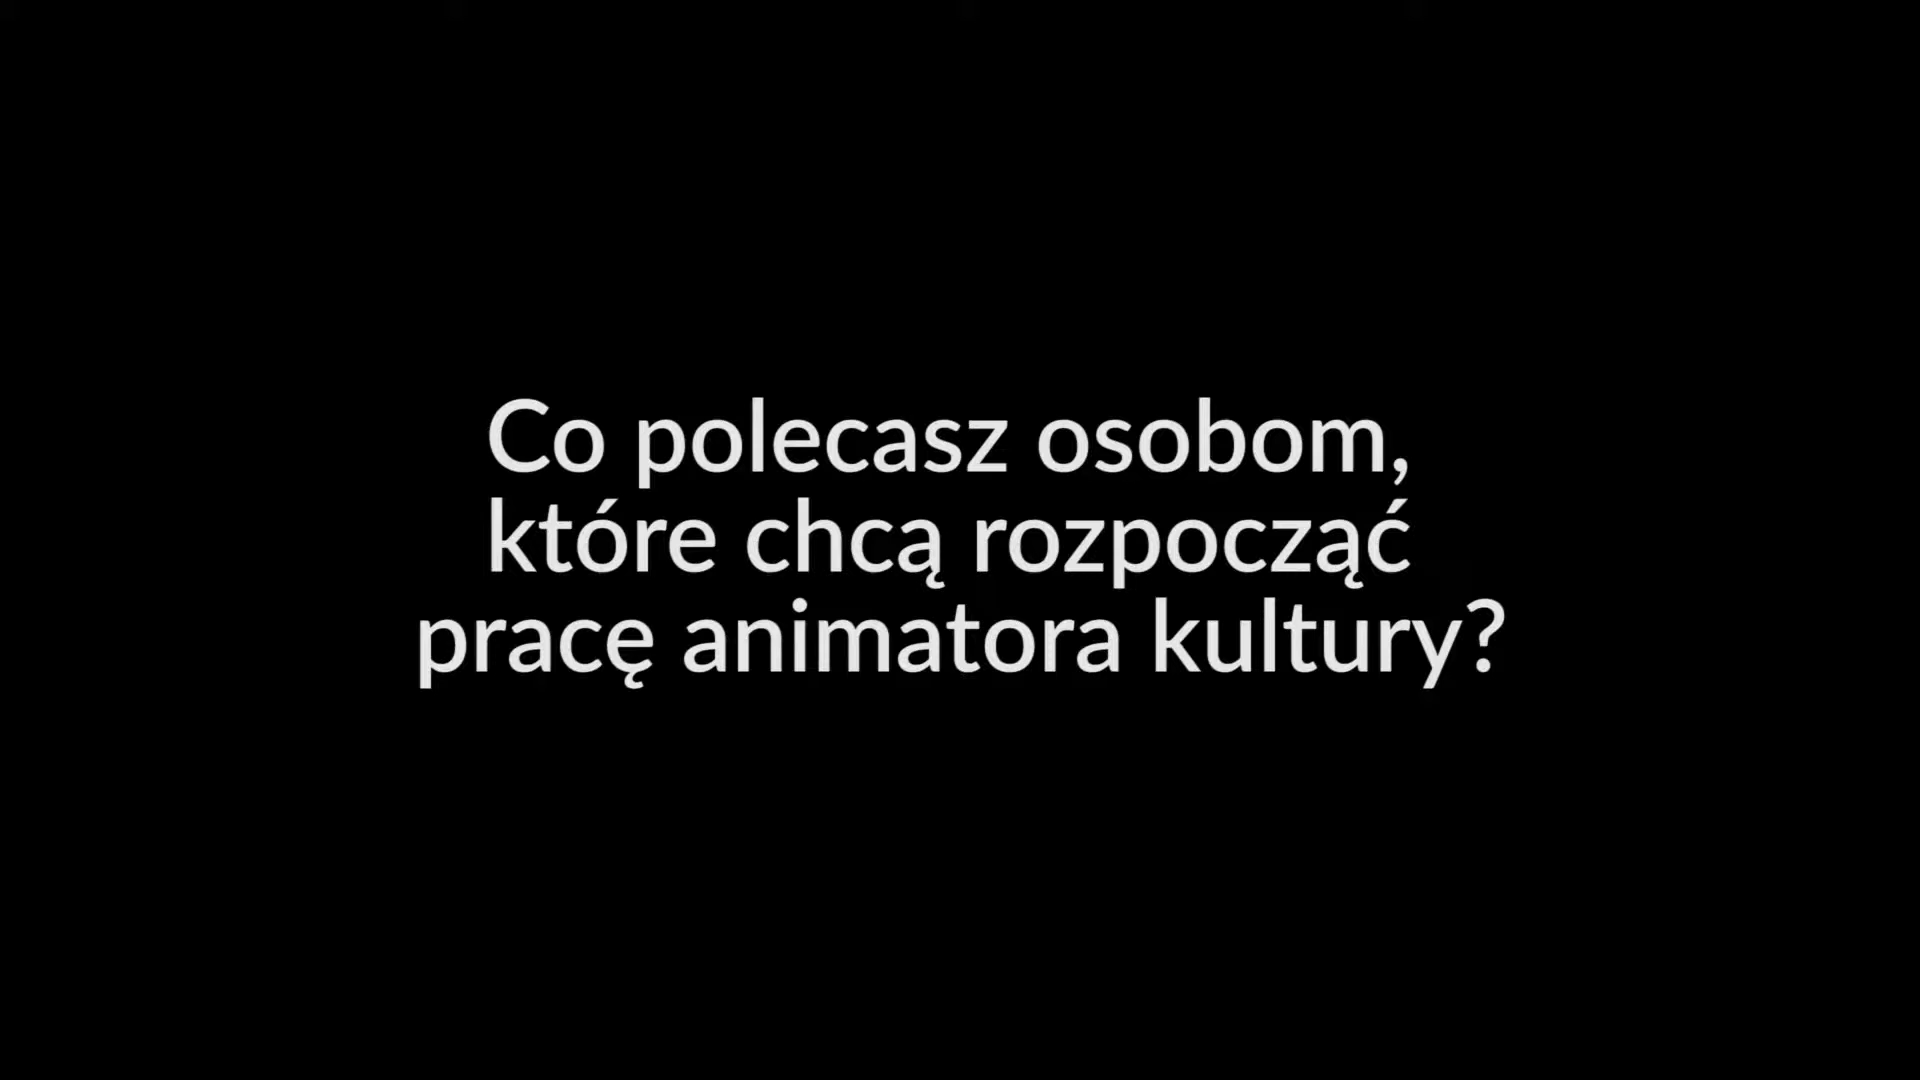 Co polecasz osobom,
które chcą rozpocząć
pracę animatora kultury?